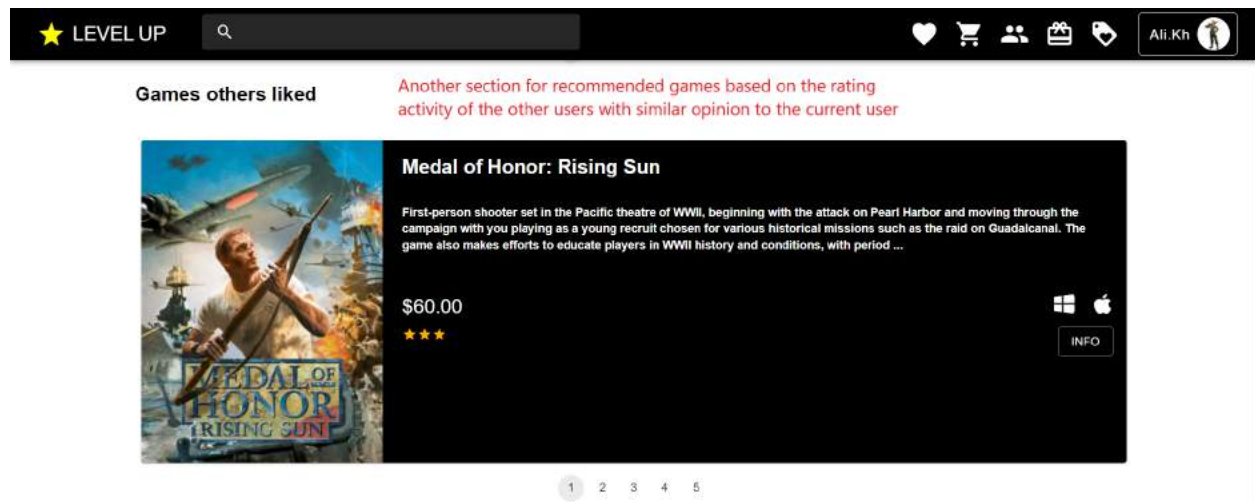 LEVEL UP
Ali.Kh
Games others liked
Another section for recommended games based on the rating
activity of the other users with similar opinion to the current user
Medal of Honor: Rising Sun
First-person shooter set in the Pacific theatre of WWII, beginning with the attack on Pearl Harbor and moving through the
campaign with you playing as a young recruit chosen for various historical missions such as the raid on Guadalcanal. The
game also makes efforts to educate players in WWII history and conditions, with period ...
$60.00
INFO
MEDAL OF
HONOR
RISING SUN
1 2 3 4 5